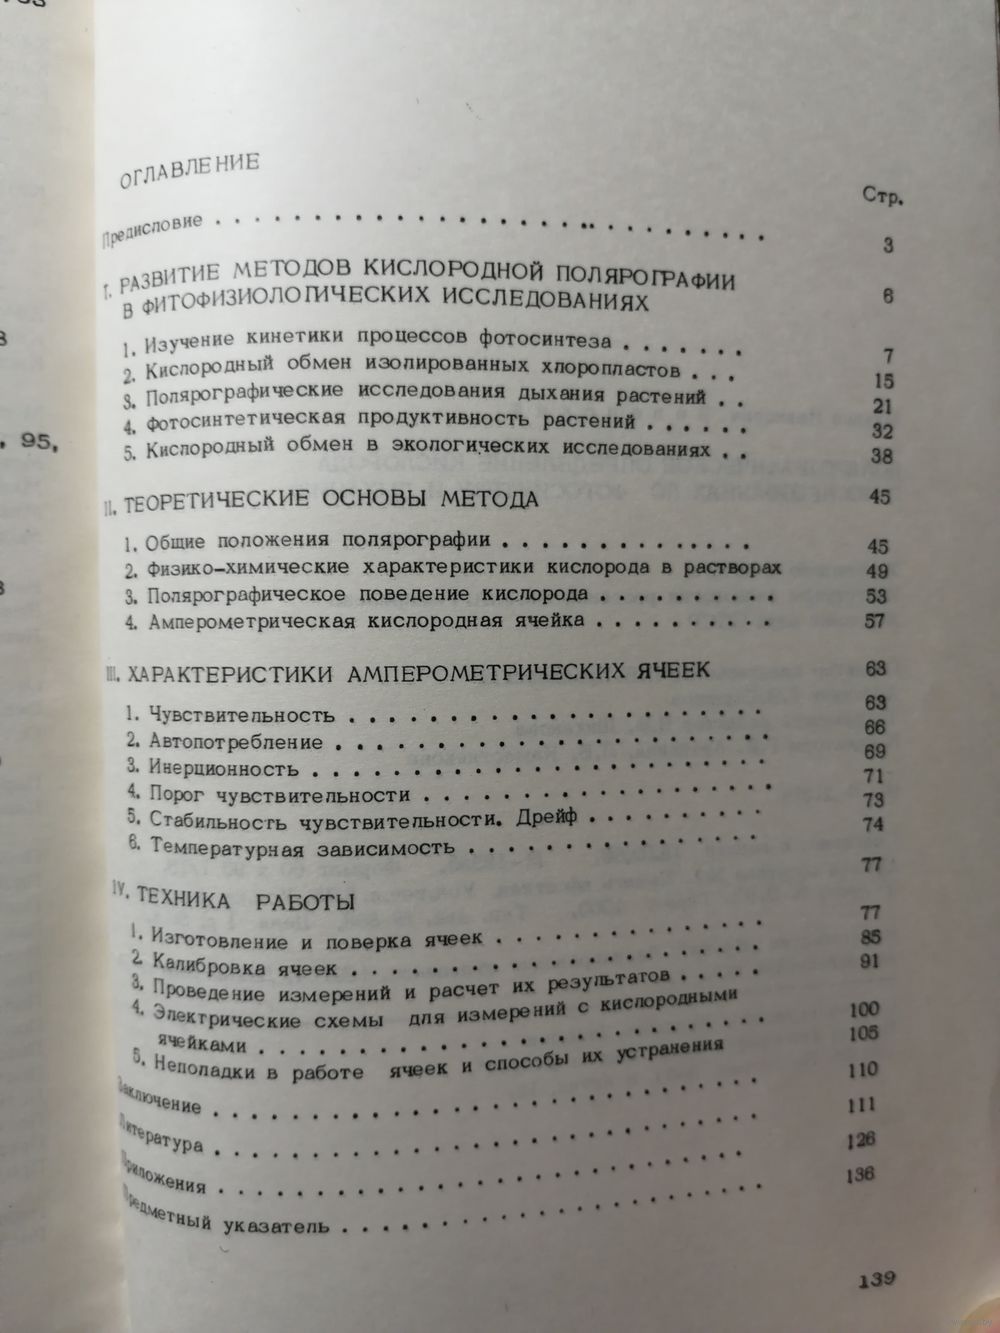 ОГЛАВЛЕНИЕ
Стр.
Предисловие . . . . . . . . . . . . . . . . . . . . . . . . . . . . 3
I. РАЗВИТИЕ МЕТОДОВ КИСЛОРОДНОЙ ПОЛЯРОГРАФИИ
В ФИТОФИЗИОЛОГИЧЕСКИХ ИССЛЕДОВАНИЯХ 6
1. Изучение кинетики процессов фотосинтеза . . . . . . . 7
2. Кислородный обмен изолированных хлоропластов . . . 15
3. Полярографические исследования дыхания растений . . 21
4. Фотосинтетическая продуктивность растений . . . . . . 32
5. Кислородный обмен в экологических исследованиях . . 38
II. ТЕОРЕТИЧЕСКИЕ ОСНОВЫ МЕТОДА 45
1. Общие положения полярографии . . . . . . . . . . . . . . 45
2. Физико-химические характеристики кислорода в растворах 49
3. Полярографическое поведение кислорода . . . . . . . . . . 53
4. Амперометрическая кислородная ячейка . . . . . . . . . . 57
III. ХАРАКТЕРИСТИКИ АМПЕРОМЕТРИЧЕСКИХ ЯЧЕЕК 63
1. Чувствительность . . . . . . . . . . . . . . . . . . . . . . 63
2. Автопотребление . . . . . . . . . . . . . . . . . . . . . . . 66
3. Инерционность . . . . . . . . . . . . . . . . . . . . . . . . 69
4. Порог чувствительности . . . . . . . . . . . . . . . . . . . 71
5. Стабильность чувствительности. Дрейф . . . . . . . . . . 73
6. Температурная зависимость . . . . . . . . . . . . . . . . 74
IV. ТЕХНИКА РАБОТЫ 77
1. Изготовление и поверка ячеек . . . . . . . . . . . . . . . 77
2. Калибровка ячеек . . . . . . . . . . . . . . . . . . . . . . 85
3. Проведение измерений и расчет их результатов . . . . . 91
4. Электрические схемы для измерений с кислородными
ячейками . . . . . . . . . . . . . . . . . . . . . . . . . . . 100
5. Неполадки в работе ячеек и способы их устранения 105
Заключение . . . . . . . . . . . . . . . . . . . . . . . . . . . . 110
Литература . . . . . . . . . . . . . . . . . . . . . . . . . . . . 111
Приложения . . . . . . . . . . . . . . . . . . . . . . . . . . . . 126
Предметный указатель . . . . . . . . . . . . . . . . . . . . . . 136
139
95,